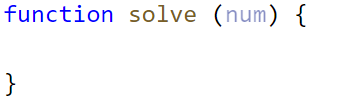 function solve (num) {
}